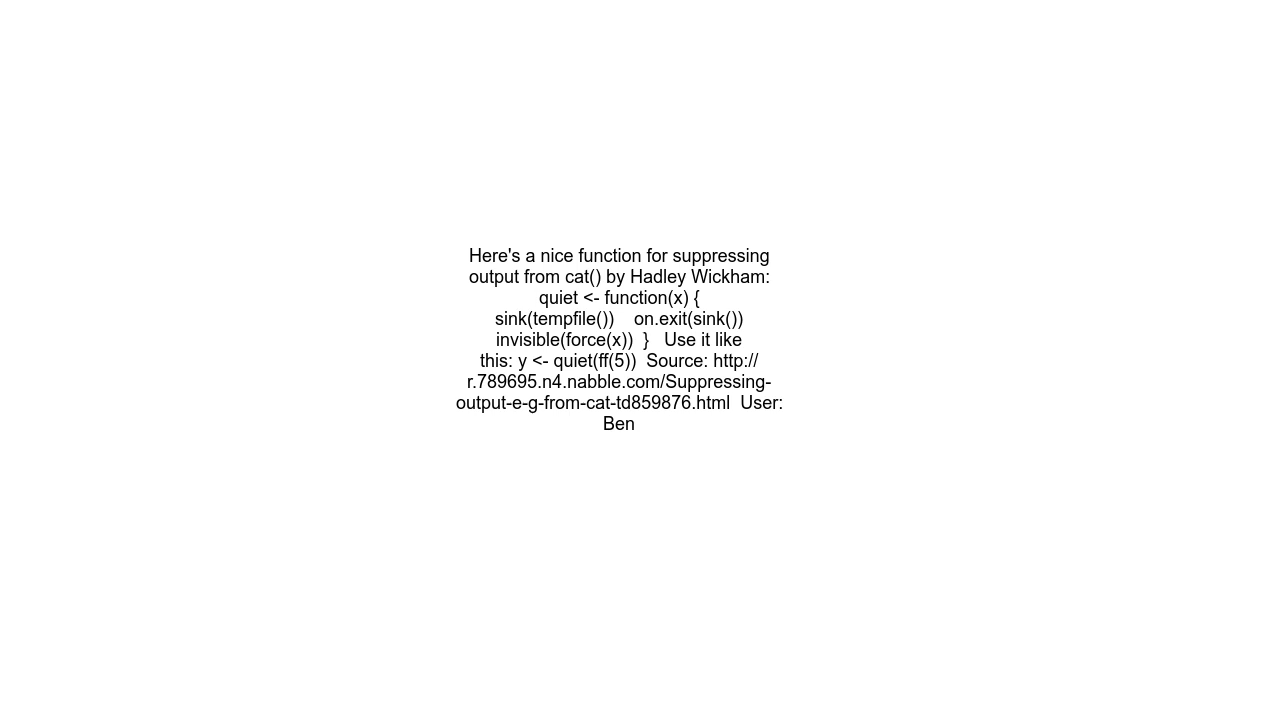 Here's a nice function for suppressing
output from cat() by Hadley Wickham:
quiet <- function(x) {
sink(tempfile())    on.exit(sink())
invisible(force(x))  }   Use it like
this: y <- quiet(ff(5))  Source: http://
r.789695.n4.nabble.com/Suppressing-
output-e-g-from-cat-td859876.html  User:
Ben